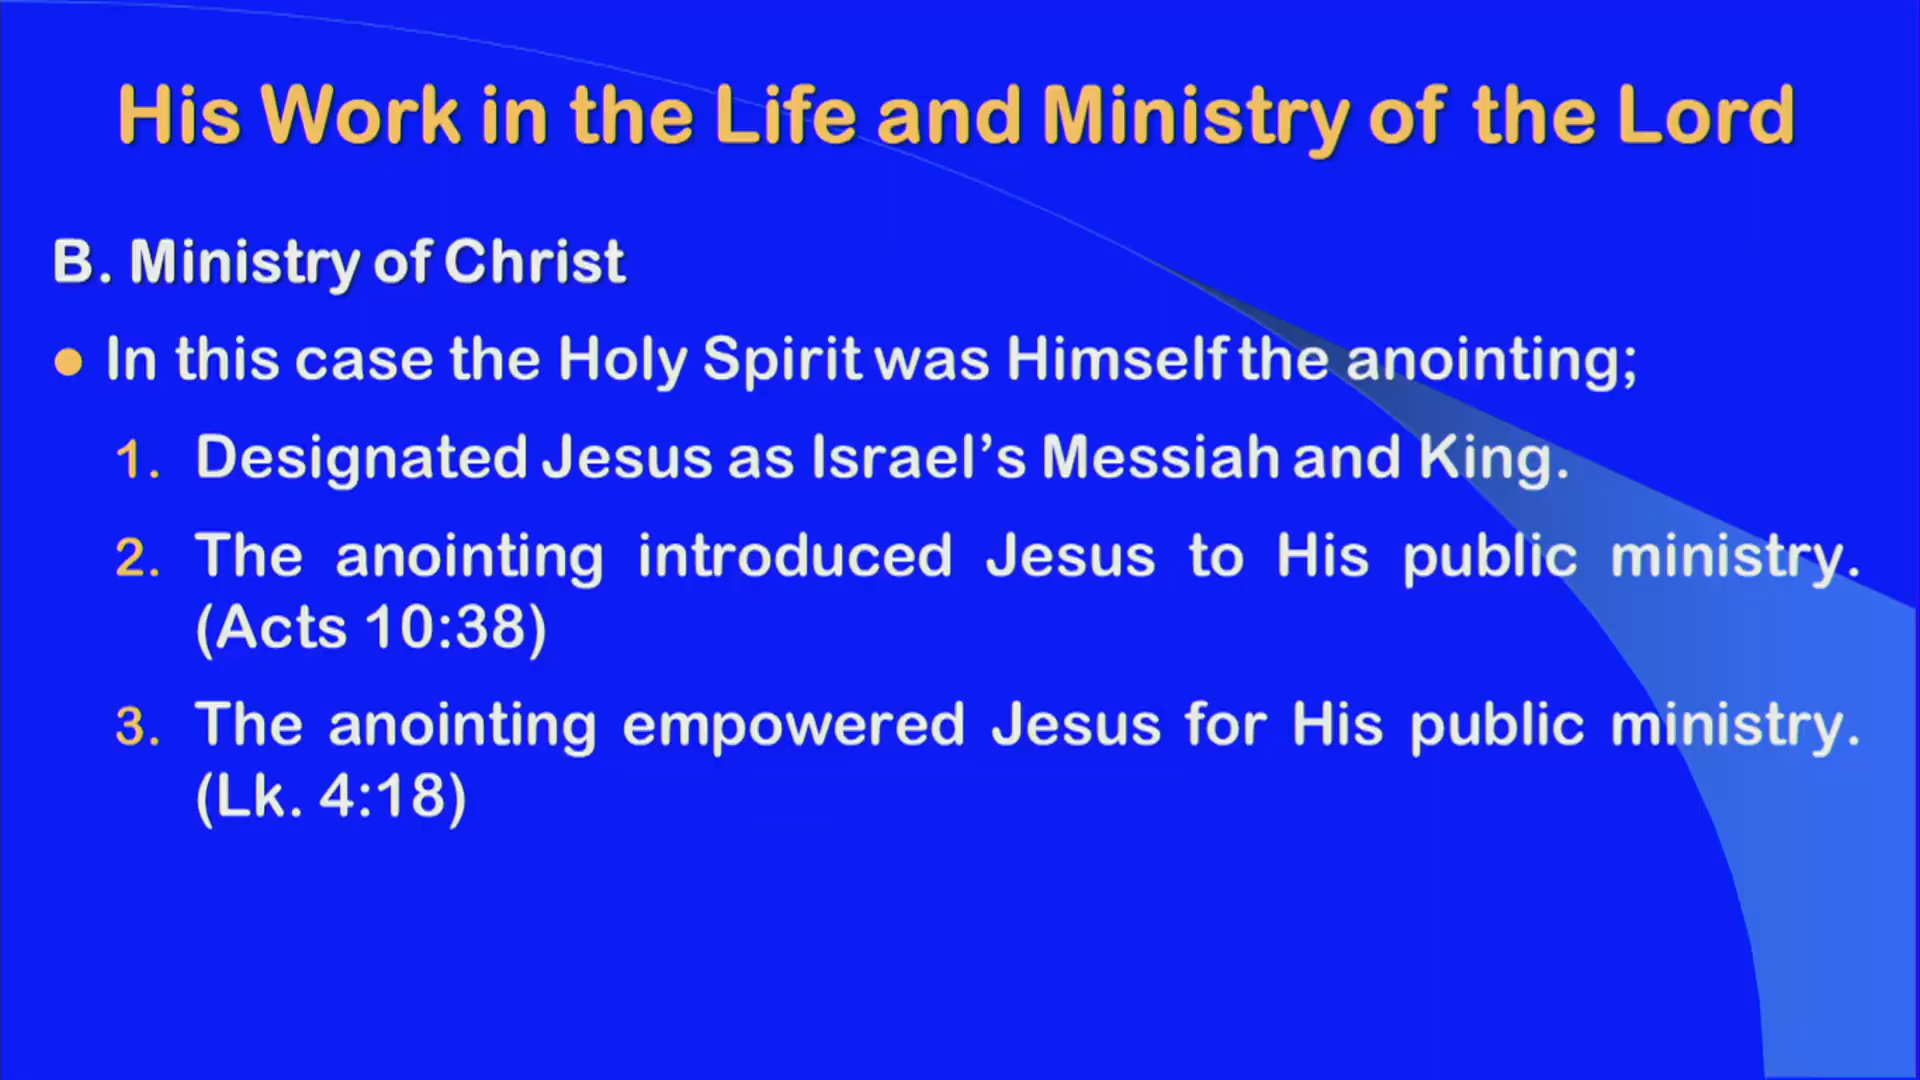 His Work in the Life and Ministry of the Lord
B. Ministry of Christ
● In this case the Holy Spirit was Himself the anointing;
1. Designated Jesus as Israel’s Messiah and King.
2. The anointing introduced Jesus to His public ministry.
(Acts 10:38)
3. The anointing empowered Jesus for His public ministry.
(Lk. 4:18)